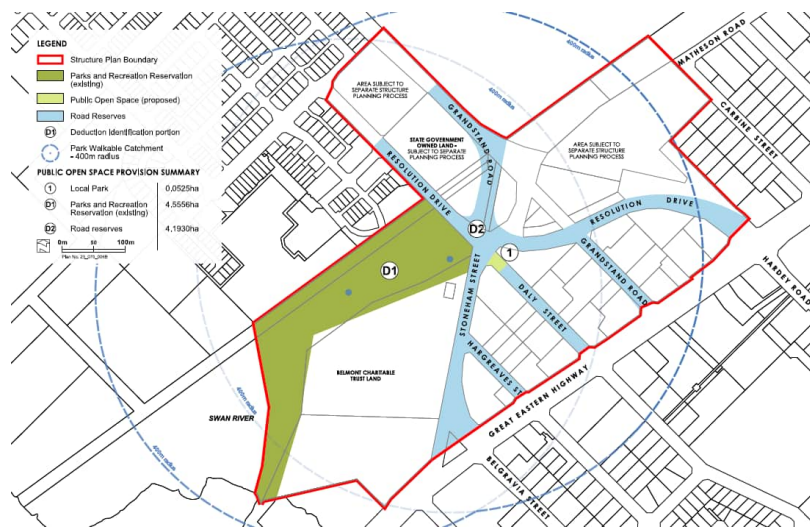 LEGEND
Structure Plan Boundary
Parks and Recreation Reservation
(existing)
Public Open Space (proposed)
Road Reserves
D1 Deduction Identification portion
Park Walkable Catchment
- 400m radius
PUBLIC OPEN SPACE PROVISION SUMMARY
1 Local Park 0,0525ha
D1 Parks and Recreation 4,5556ha
Reservation (existing)
D2 Road reserves 4,1930ha
0m 50 100m
AREA SUBJECT TO
SEPARATE STRUCTURE
PLANNING PROCESS
GRANDSTAND ROAD
STATE GOVERNMENT
OWNED LAND -
SUBJECT TO SEPARATE
PLANNING PROCESS
RESOLUTION DRIVE
AREA SUBJECT TO
SEPARATE STRUCTURE
PLANNING PROCESS
400m radius
400m radius
MATHESON ROAD
CARBINE STREET
RESOLUTION DRIVE
GRANDSTAND ROAD
HARDEY ROAD
D2
1
D1
STONEHAM STREET
DALY STREET
HARGREAVES ST
BELMONT CHARITABLE
TRUST LAND
GREAT EASTERN HIGHWAY
SWAN RIVER
400m radius
400m radius
BELGRAVIA STREET